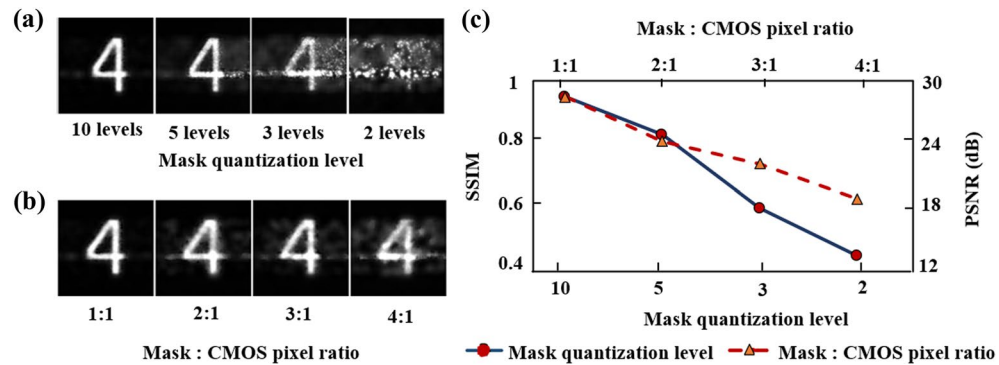 (a)
4 4 4
10 levels 5 levels 3 levels 2 levels
Mask quantization level
(b)
4 4 4 4
1:1 2:1 3:1 4:1
Mask : CMOS pixel ratio
(c)
Mask : CMOS pixel ratio
1:1 2:1 3:1 4:1
1 30
0.8 24
SSIM
PSNR (dB)
0.6 18
0.4 12
10 5 3 2
Mask quantization level
Mask quantization level Mask : CMOS pixel ratio